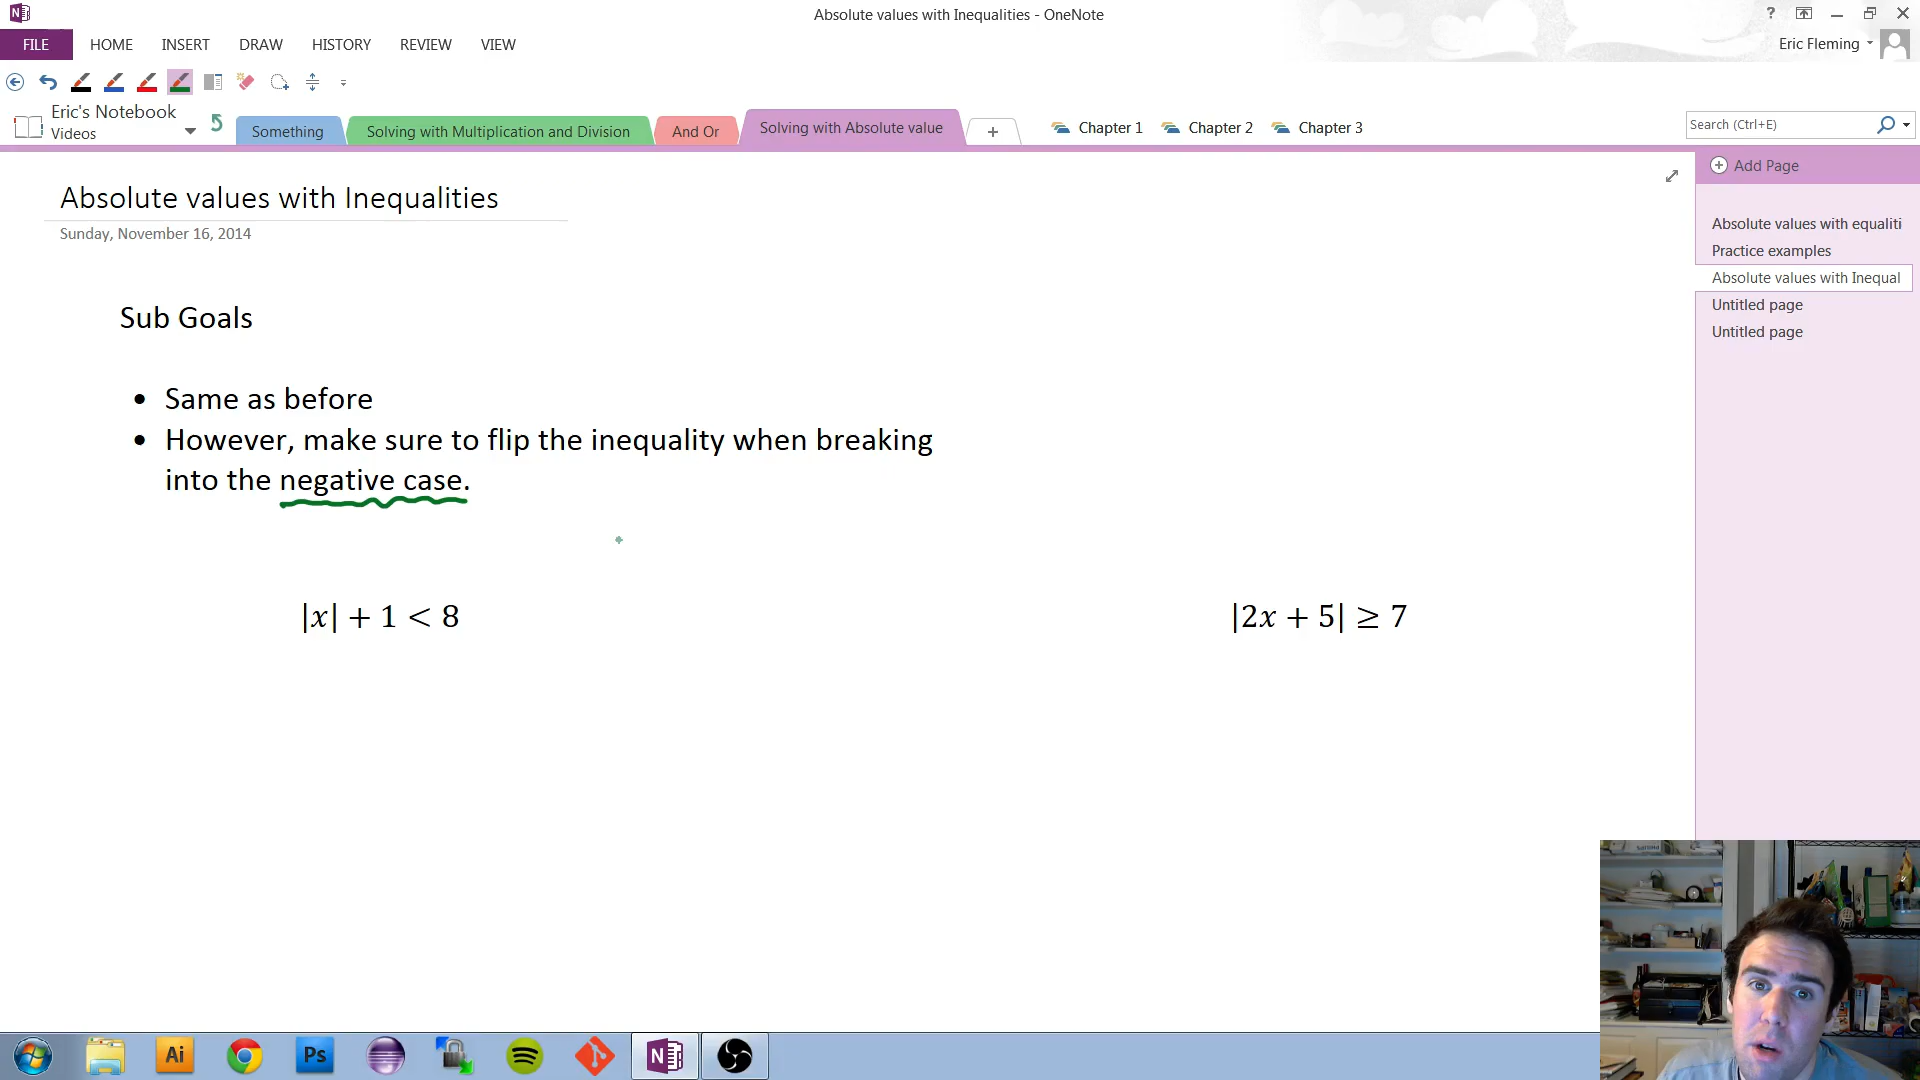 Absolute values with Inequalities - OneNote
?
FILE HOME INSERT DRAW HISTORY REVIEW VIEW
Eric Fleming
Eric's Notebook
Videos
Something
Solving with Multiplication and Division
And Or
Solving with Absolute value
+
Chapter 1
Chapter 2
Chapter 3
Search (Ctrl+E)
Absolute values with Inequalities
Sunday, November 16, 2014
Add Page
Absolute values with equaliti
Practice examples
Absolute values with Inequal
Untitled page
Untitled page
Sub Goals
• Same as before
• However, make sure to flip the inequality when breaking
into the negative case.
|x| + 1 < 8
|2x + 5| ≥ 7
Ai
Ps
N